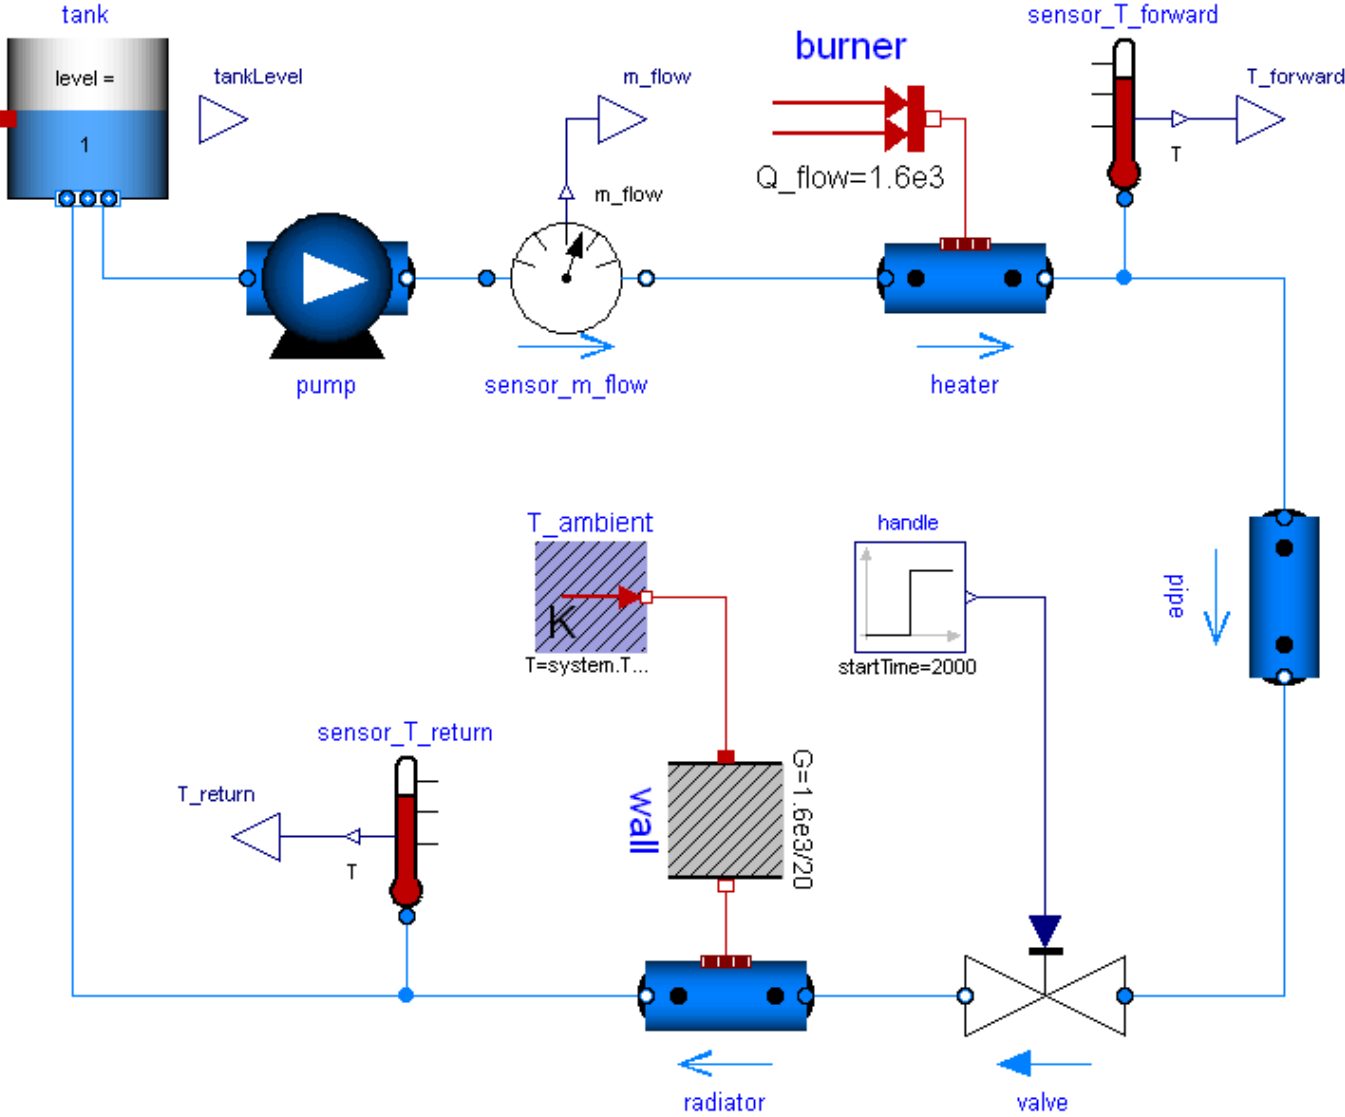 tank
sensor_T_forward
burner
level =
tankLevel
m_flow
T_forward
1
T
Q_flow=1.6e3
m_flow
pump
sensor_m_flow
heater
T_ambient
handle
K
pipe
T=system.T...
startTime=2000
sensor_T_return
T_return
wall
G=1.6e3/20
T
radiator
valve